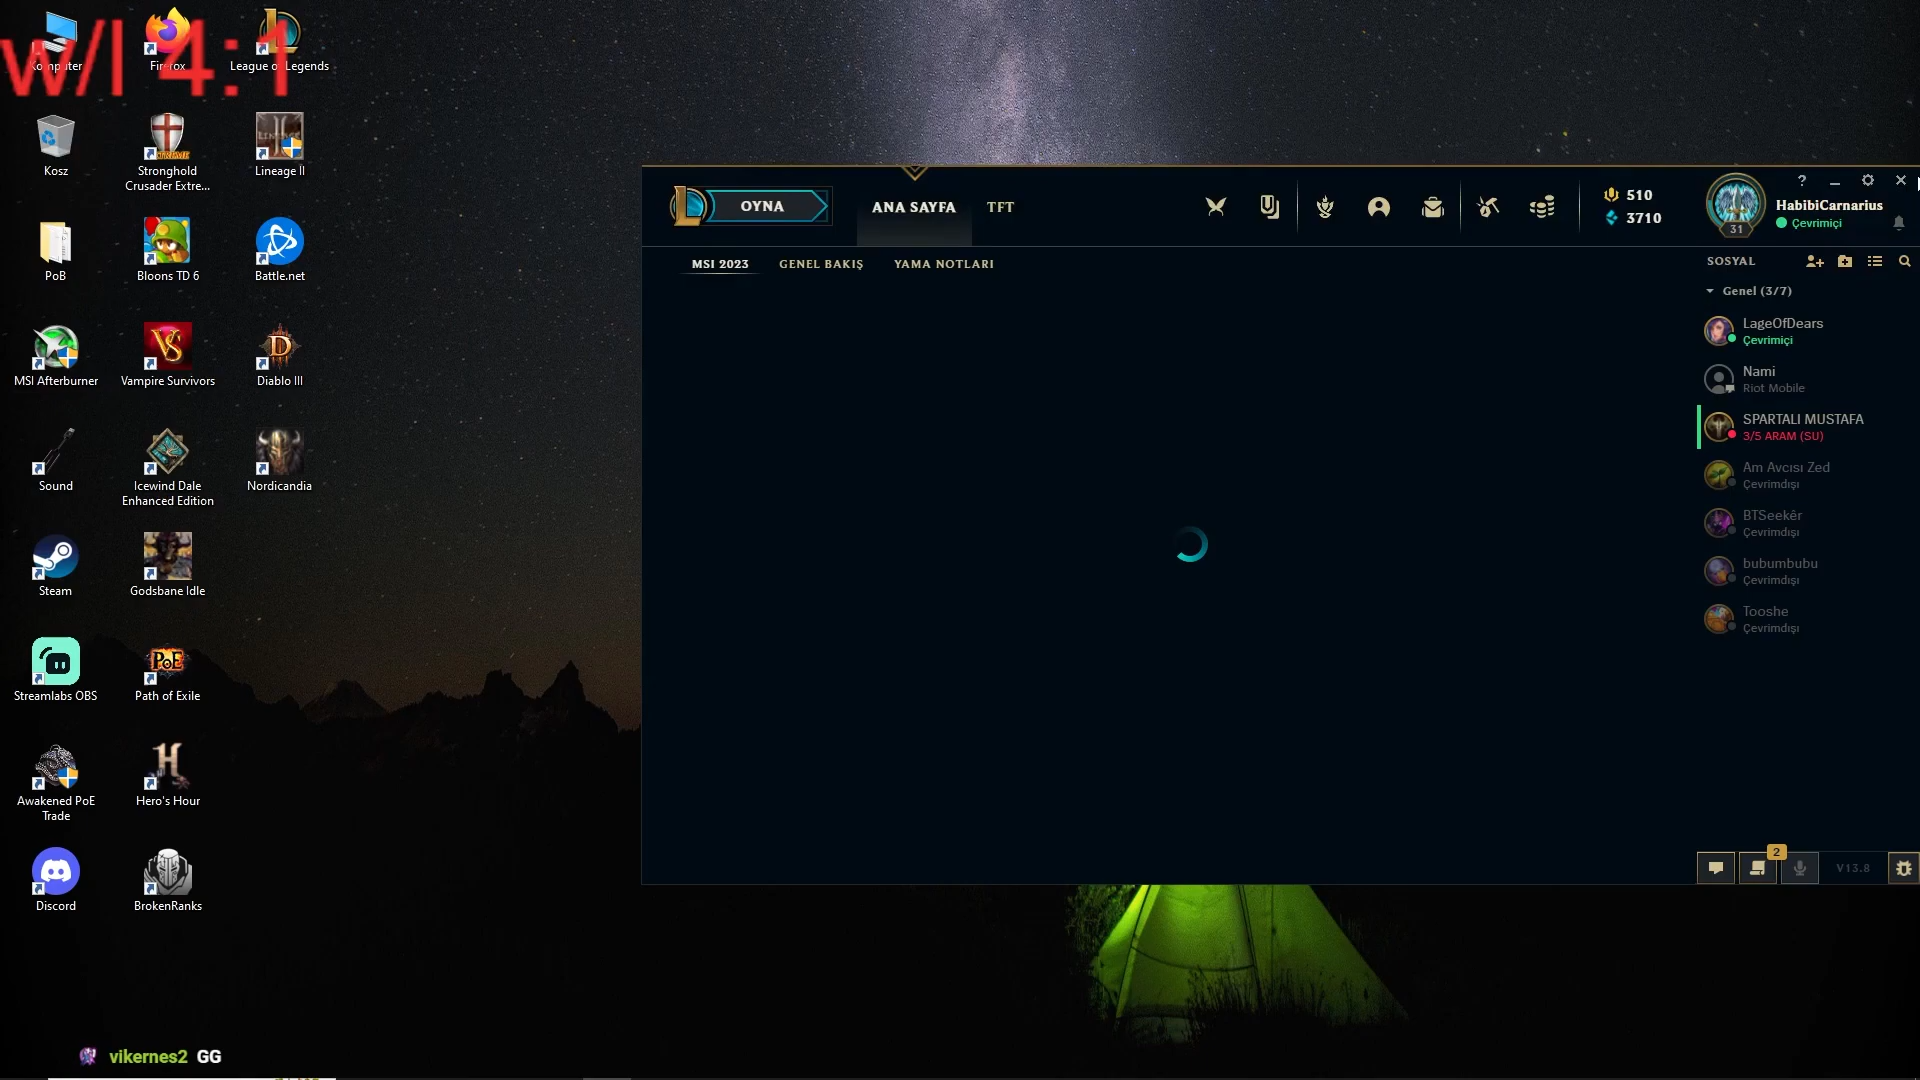 w/l 4:1
Komputer
Firefox
League of Legends
Kosz
Stronghold
Crusader Extre...
Lineage II
PoB
Bloons TD 6
Battle.net
MSI Afterburner
Vampire Survivors
Diablo III
Sound
Icewind Dale
Enhanced Edition
Nordicandia
Steam
Godsbane Idle
Streamlabs OBS
Path of Exile
Awakened PoE
Trade
Hero's Hour
Discord
BrokenRanks
OYNA
ANA SAYFA
TFT
510
3710
31
HabibiCarnarius
Çevrimiçi
MSI 2023
GENEL BAKIŞ
YAMA NOTLARI
SOSYAL
Genel (3/7)
LageOfDears
Çevrimiçi
Nami
Riot Mobile
SPARTALI MUSTAFA
3/5 ARAM (SU)
Am Avcısı Zed
Çevrimdışı
BTSeekêr
Çevrimdışı
bubumbubu
Çevrimdışı
Tooshe
Çevrimdışı
2
V13.8
vikernes2 GG